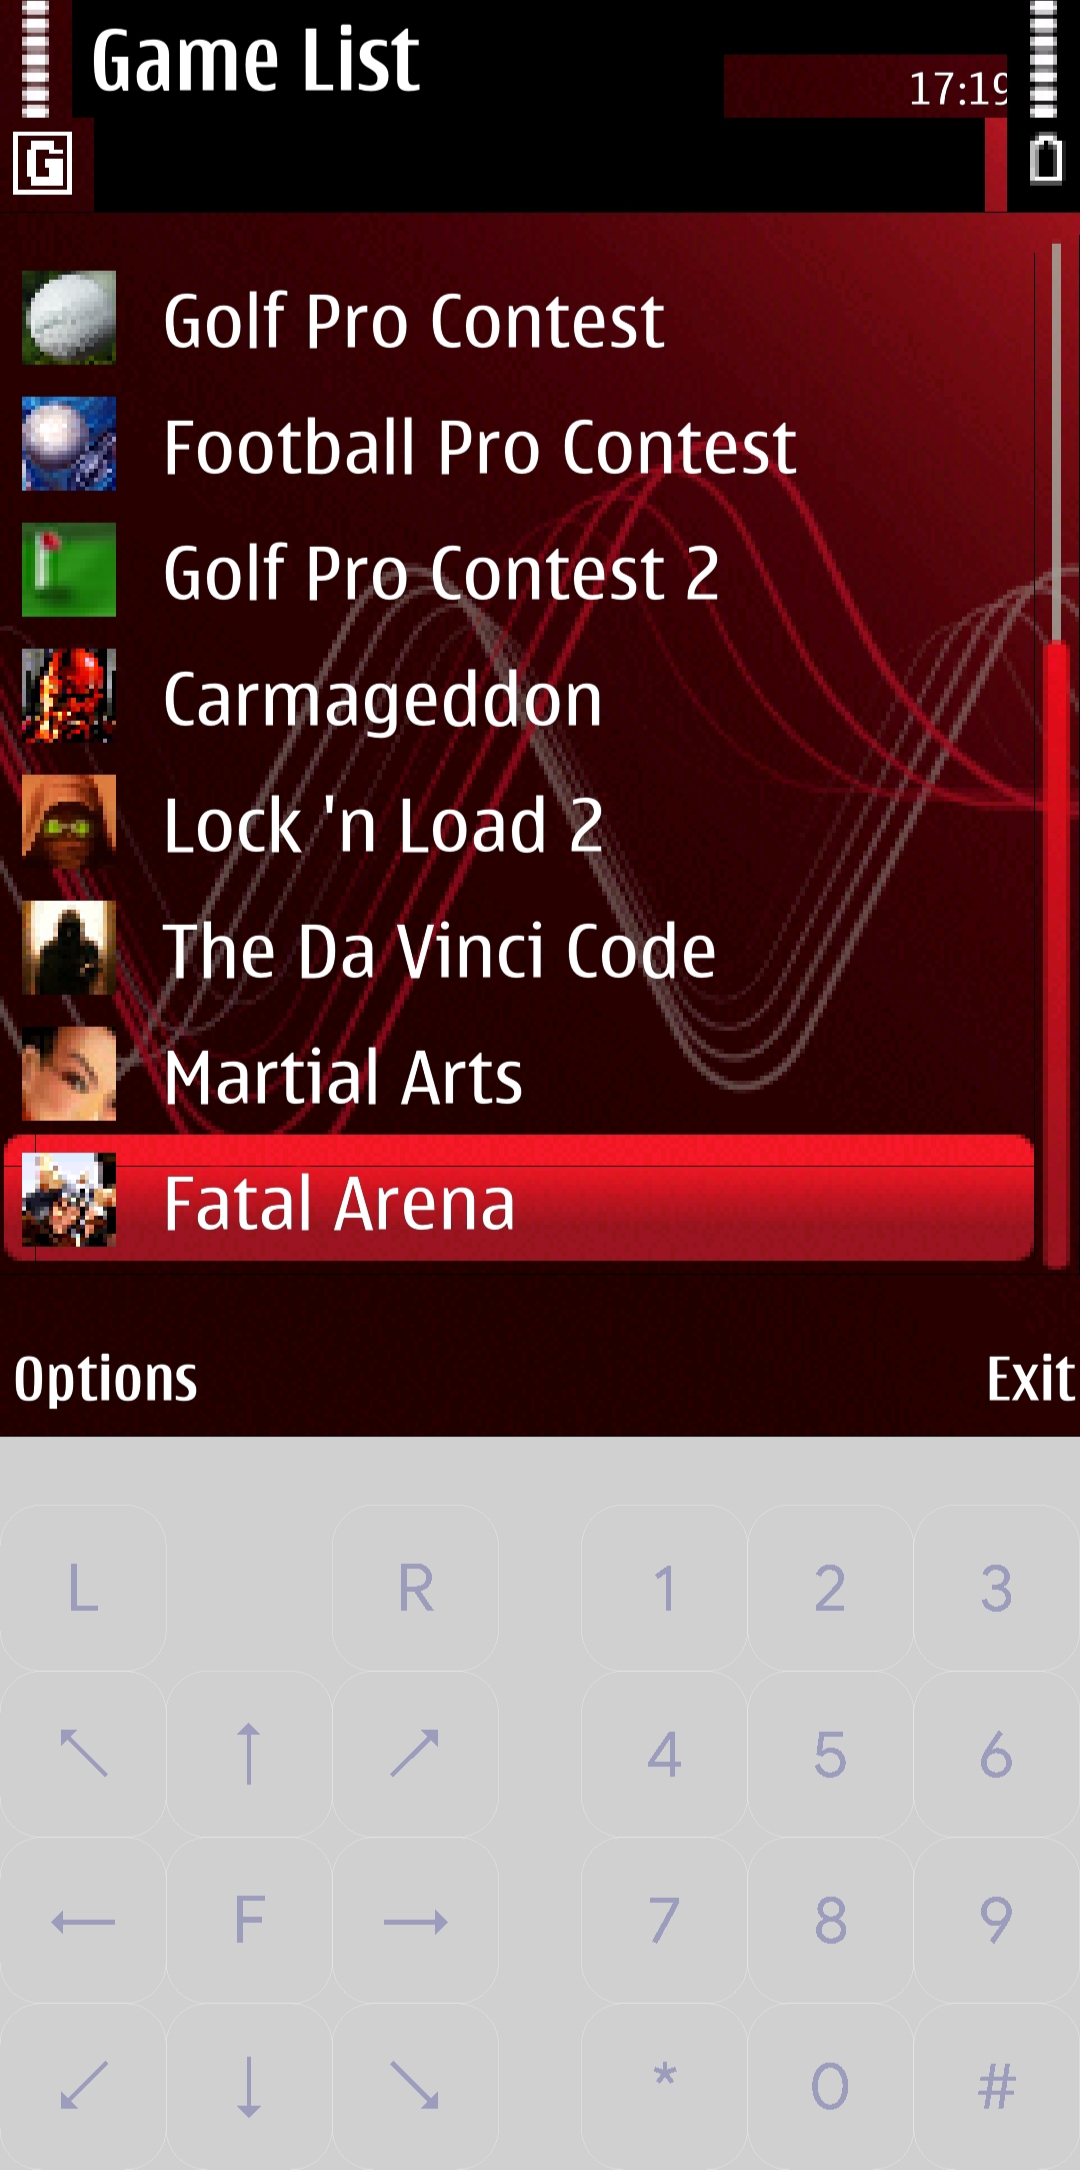 Game List
17:19
G
Golf Pro Contest
Football Pro Contest
Golf Pro Contest 2
Carmageddon
Lock 'n Load 2
The Da Vinci Code
Martial Arts
Fatal Arena
Options Exit
L R 1 2 3
↖ ↑ ↗ 4 5 6
← F → 7 8 9
↙ ↓ ↘ * 0 #